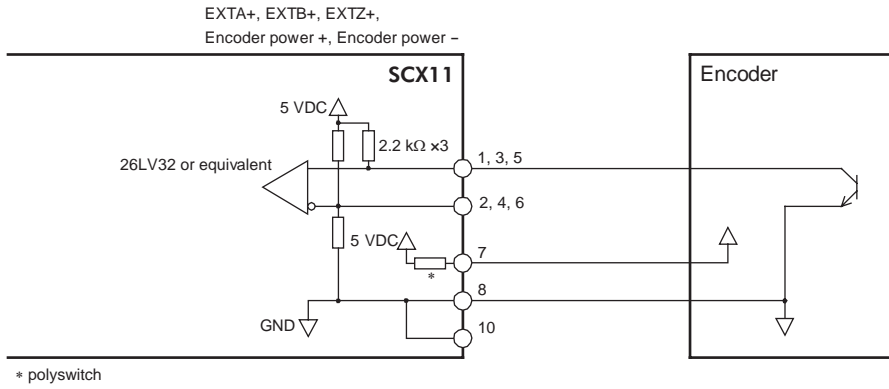 EXTA+, EXTB+, EXTZ+,
Encoder power +, Encoder power −
SCX11
Encoder
5 VDC
2.2 kΩ ×3
26LV32 or equivalent
1, 3, 5
2, 4, 6
5 VDC
7
*
8
GND
10
* polyswitch